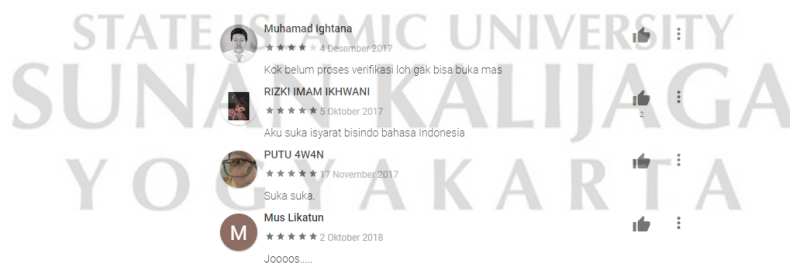 STATE ISLAMIC UNIVERSITY
SUNAN KALIJAGA
YOGYAKARTA
Muhamad Ightana
4 Desember 2017
Kok belum proses verifikasi loh gak bisa buka mas
RIZKI IMAM IKHWANI
5 Oktober 2017
2
Aku suka isyarat bisindo bahasa Indonesia
PUTU 4W4N
17 November 2017
Suka suka.
Mus Likatun
M
2 Oktober 2018
Joooos.....